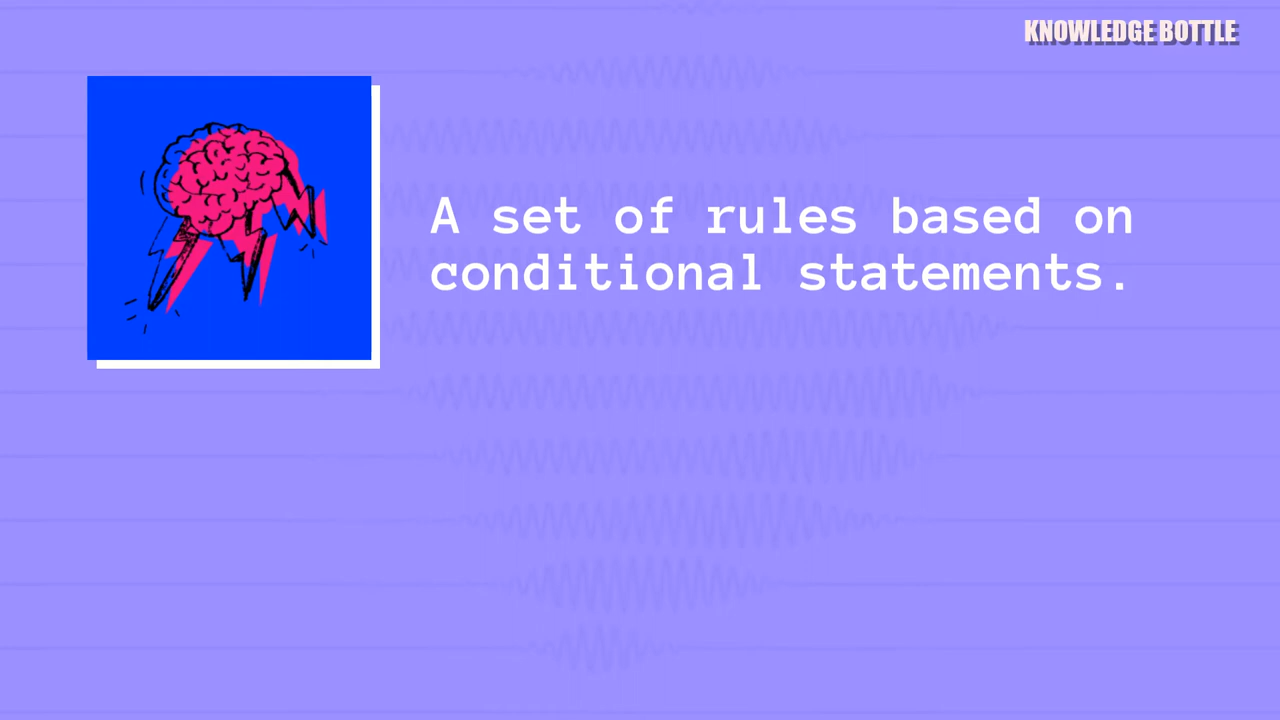 KNOWLEDGE BOTTLE
A set of rules based on
conditional statements.